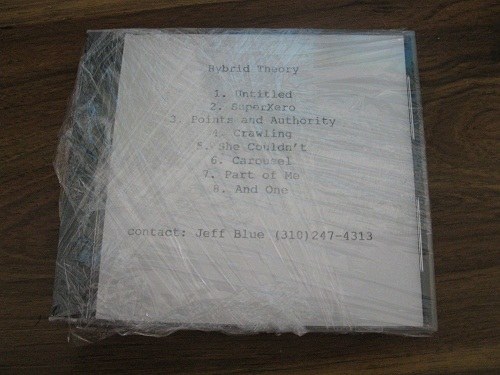 Hybrid Theory
1. Untitled
2. SuperXero
3. Points and Authority
4. Crawling
5. She Couldn't
6. Carousel
7. Part of Me
8. And One
contact: Jeff Blue (310)247-4313